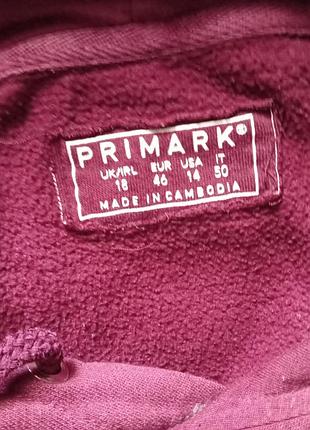 PRIMARK®
UK/IRL EUR USA IT
18 46 14 50
MADE IN CAMBODIA